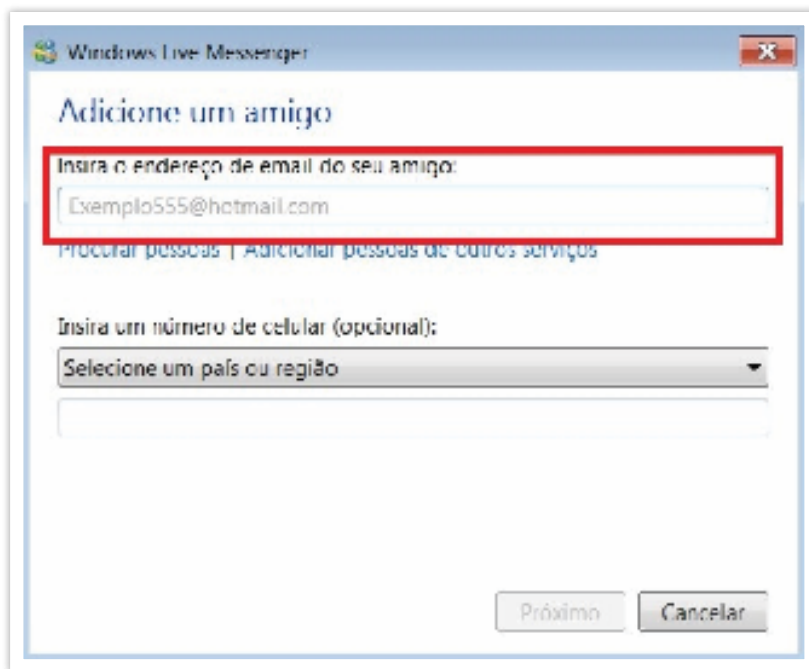 Windows Live Messenger
Adicione um amigo
Insira o endereço de email do seu amigo:
Exemplo555@hotmail.com
Procurar pessoas | Adicionar pessoas de outros serviços
Insira um número de celular (opcional):
Selecione um país ou região
Próximo Cancelar